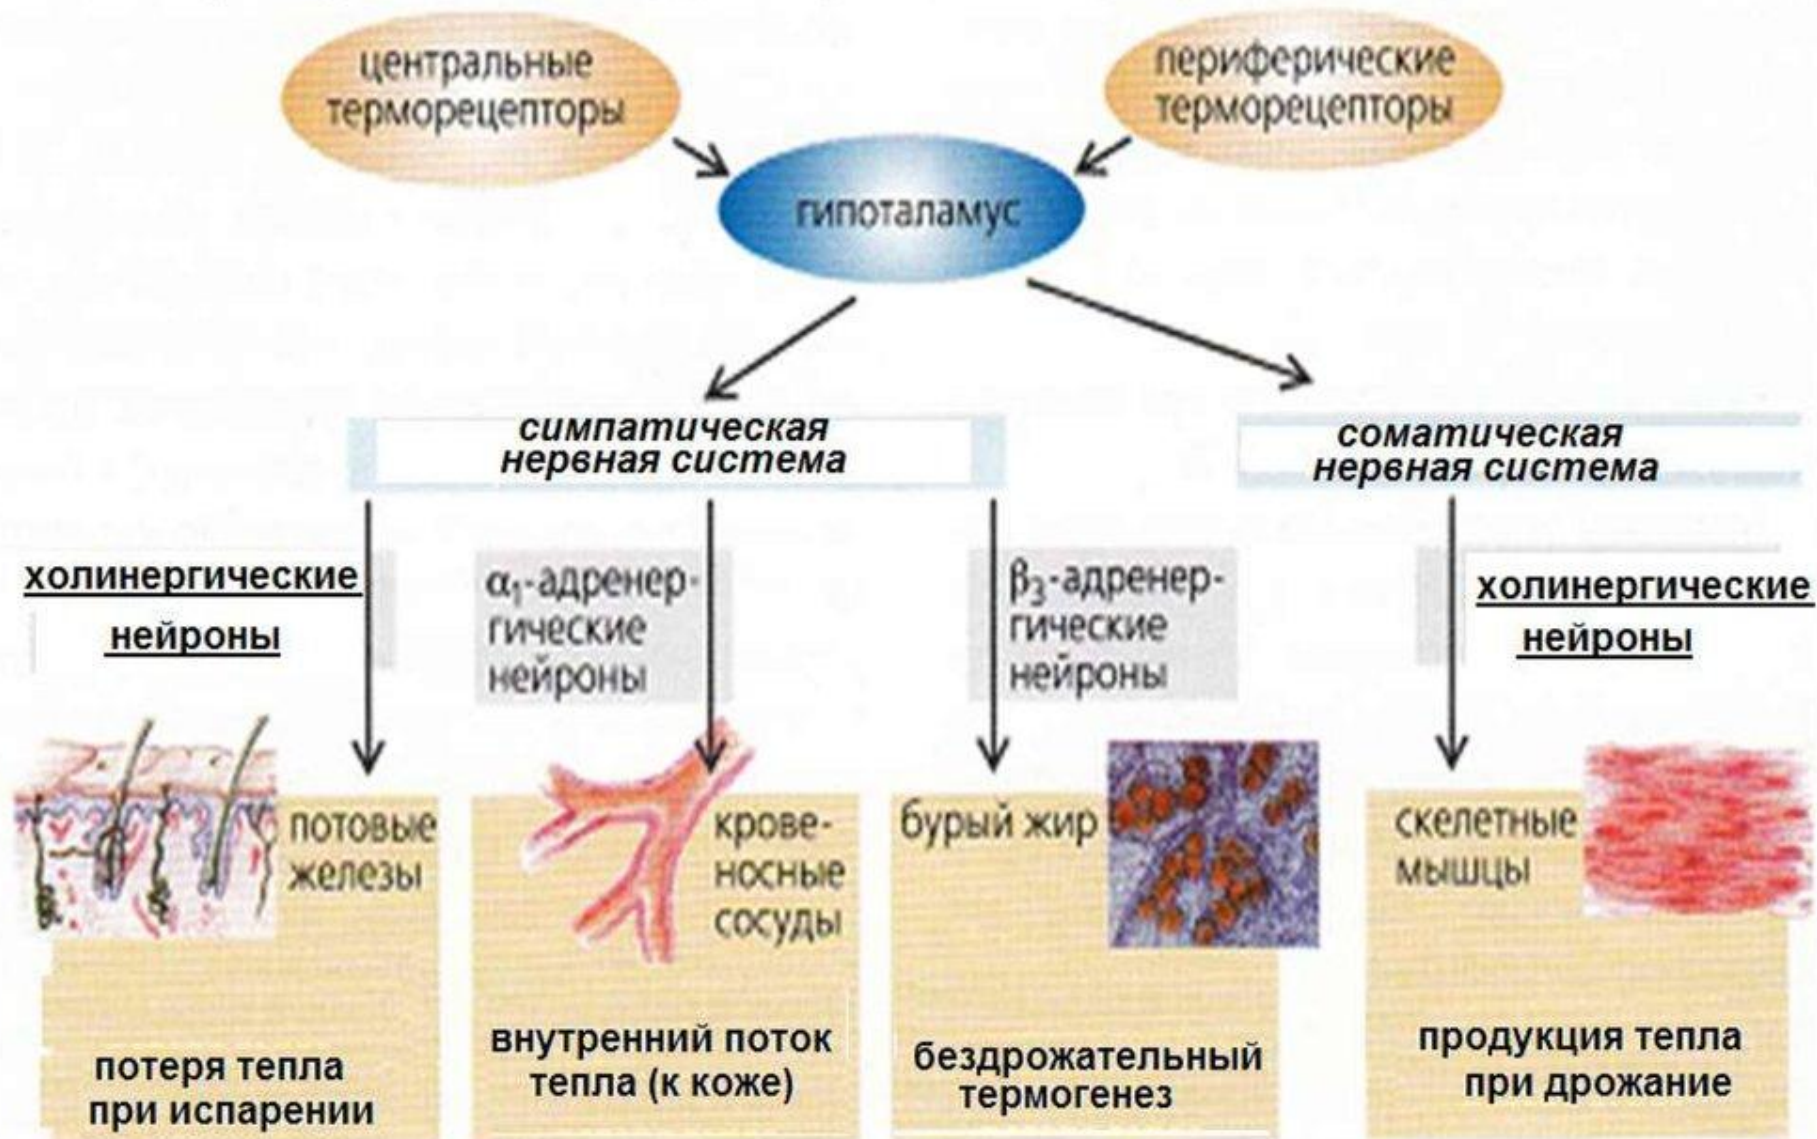 центральные
терморецепторы
периферические
терморецепторы
гипоталамус
симпатическая
нервная система
соматическая
нервная система
холинергические
нейроны
α₁-адренер-
гические
нейроны
β₃-адренер-
гические
нейроны
холинергические
нейроны
потовые
железы
крове-
носные
сосуды
бурый жир
скелетные
мышцы
потеря тепла
при испарении
внутренний поток
тепла (к коже)
бездрожательный
термогенез
продукция тепла
при дрожание